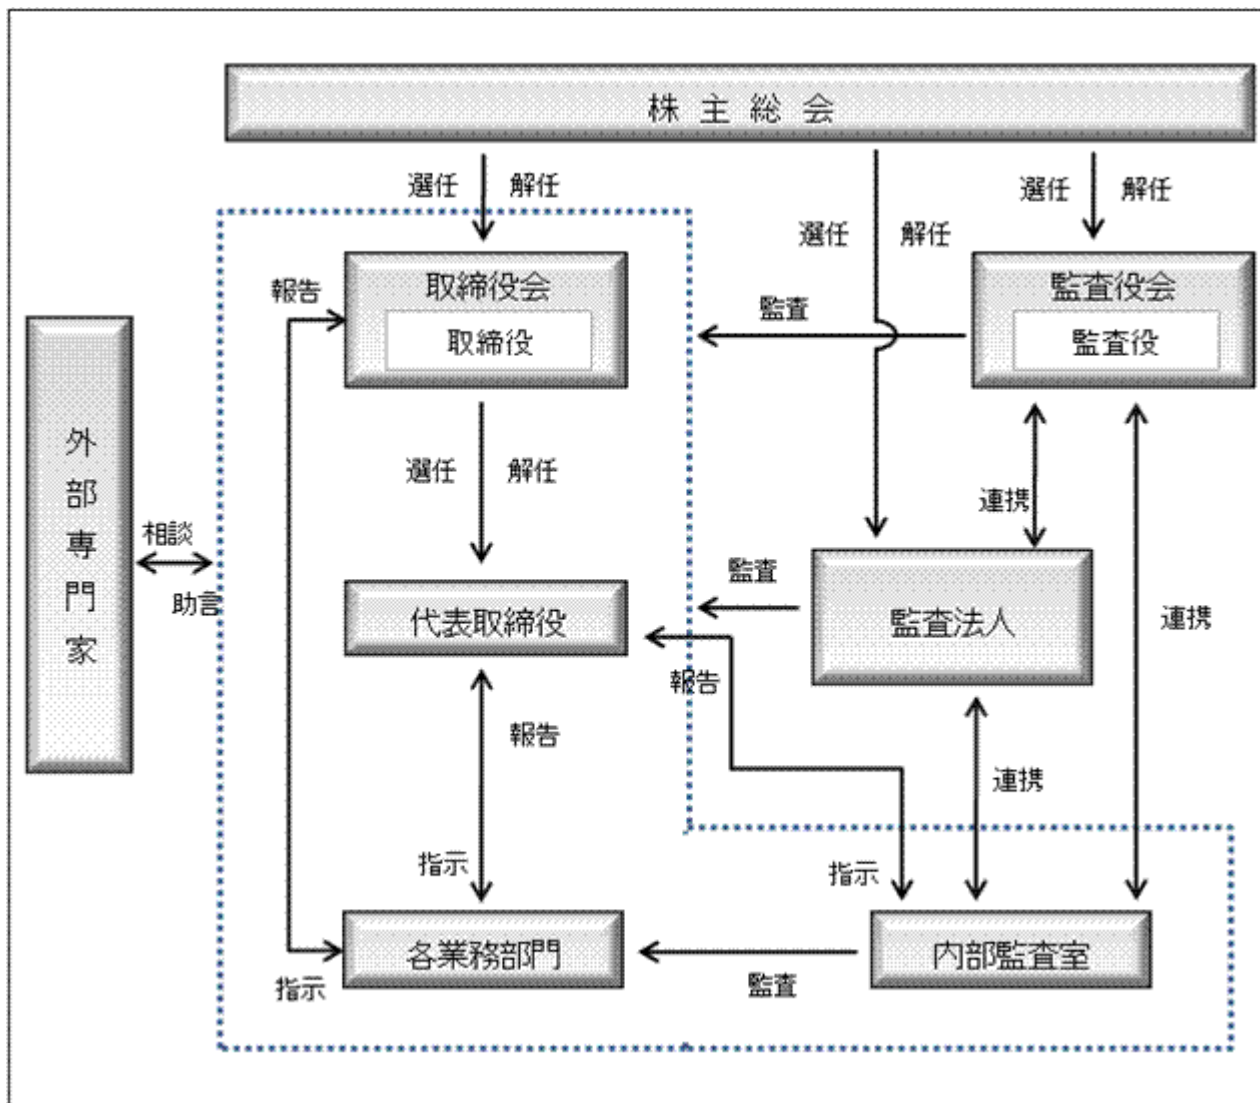 株主総会
選任 解任
選任 解任
選任 解任
報告
取締役会
取締役
監査
監査役会
監査役
外部専門家
選任 解任
連携
相談
助言
代表取締役
監査
監査法人
連携
報告
報告
連携
指示
指示
各業務部門
内部監査室
指示
監査